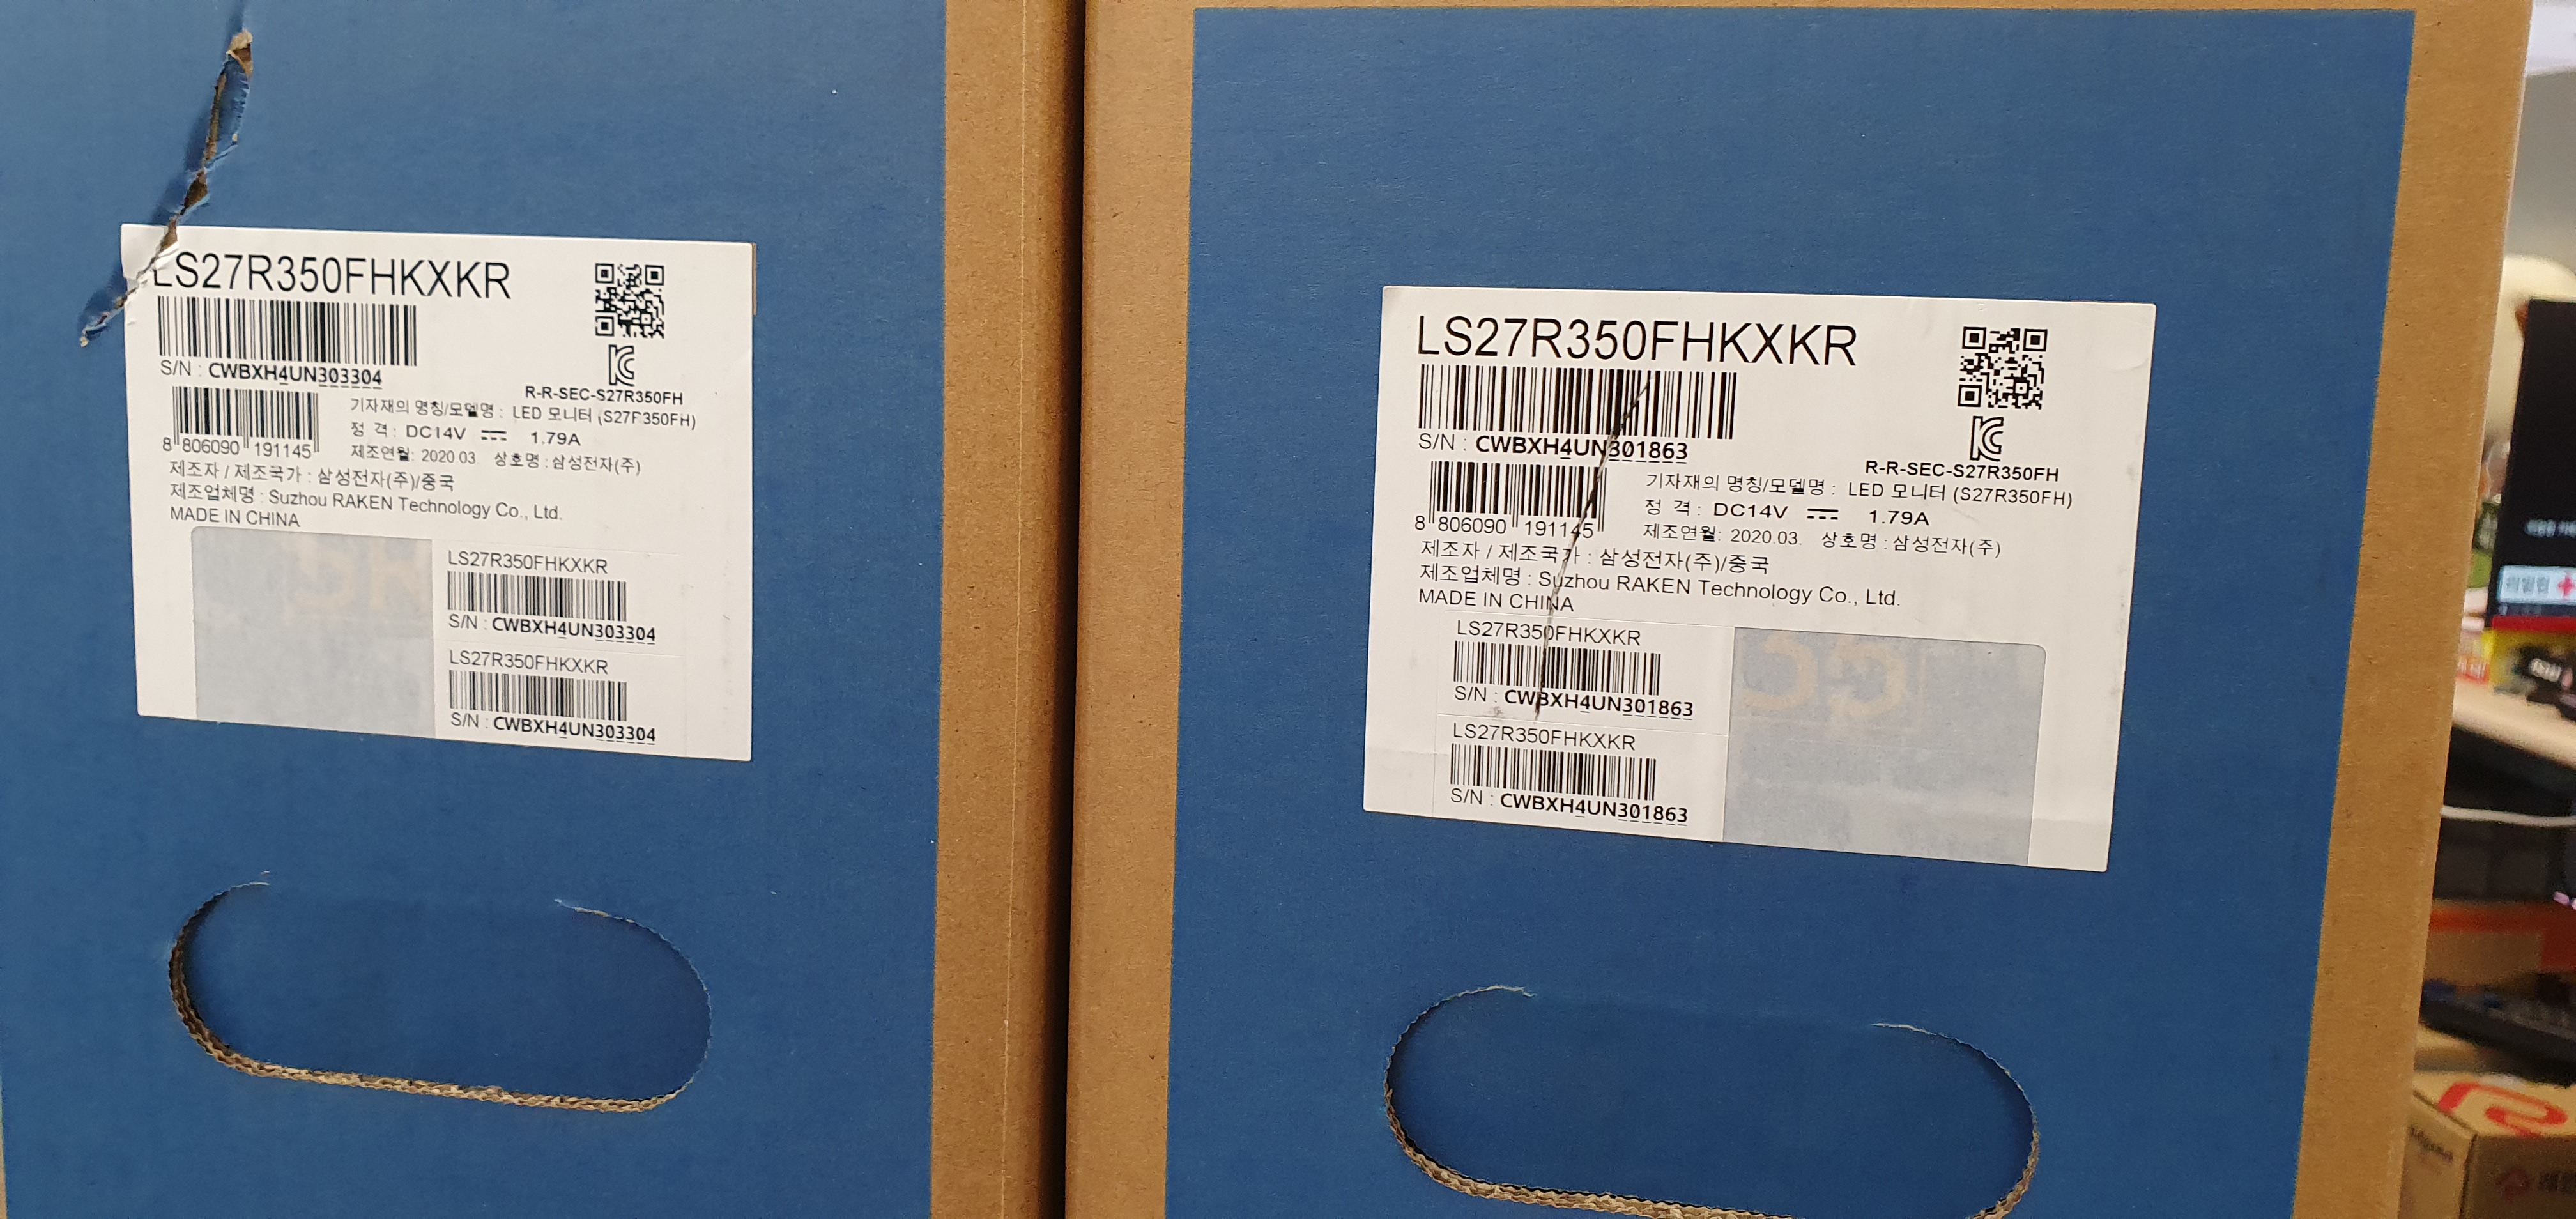 LS27R350FHKXKR
S/N : CWBXH4UN303304
R-R-SEC-S27R350FH
기자재의 명칭/모델명 : LED 모니터 (S27R350FH)
정 격 : DC14V 1.79A
8 806090 191145
제조연월: 2020.03. 상호명 : 삼성전자(주)
제조자 / 제조국가 : 삼성전자(주)/중국
제조업체명 : Suzhou RAKEN Technology Co., Ltd.
MADE IN CHINA
LS27R350FHKXKR
S/N : CWBXH4UN303304
LS27R350FHKXKR
S/N : CWBXH4UN303304
LS27R350FHKXKR
S/N : CWBXH4UN301863
R-R-SEC-S27R350FH
기자재의 명칭/모델명 : LED 모니터 (S27R350FH)
정 격 : DC14V 1.79A
8 806090 191145
제조연월: 2020.03. 상호명 : 삼성전자(주)
제조자 / 제조국가 : 삼성전자(주)/중국
제조업체명 : Suzhou RAKEN Technology Co., Ltd.
MADE IN CHINA
LS27R350FHKXKR
S/N : CWBXH4UN301863
LS27R350FHKXKR
S/N : CWBXH4UN301863